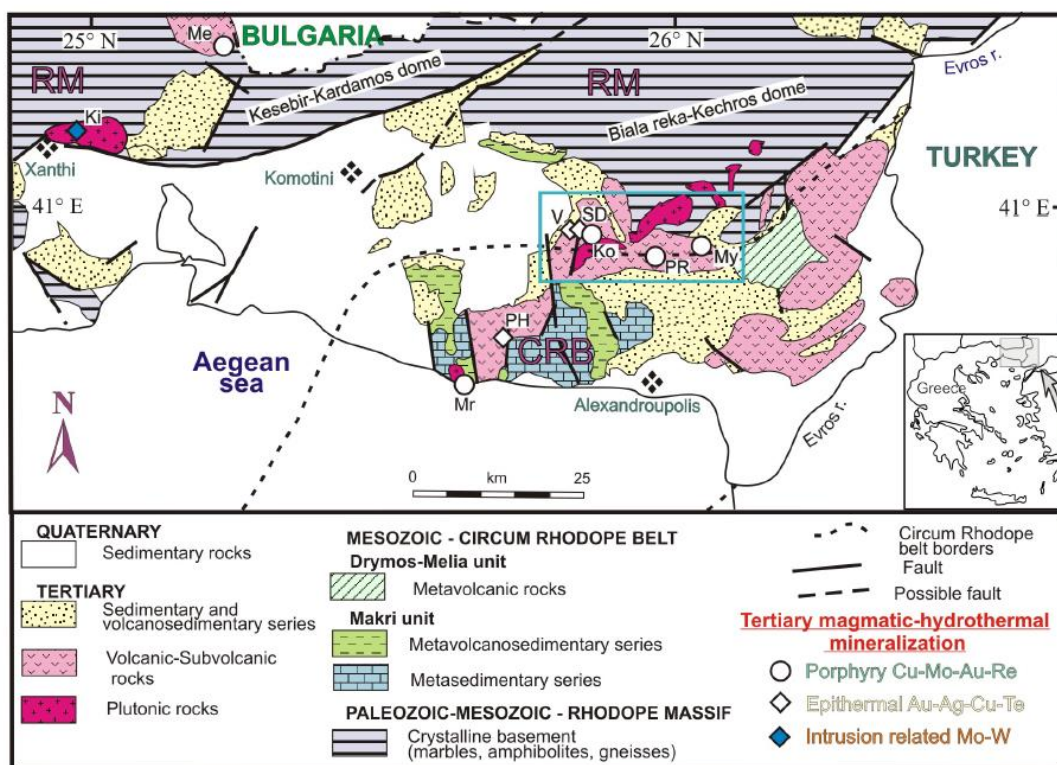 25° N
Me
BULGARIA
26° N
Evros r.
RM
Kesebir-Kardamos dome
RM
Ki
Biala reka-Kechros dome
Xanthi
Komotini
TURKEY
41° E
41° E
V
SD
Ko
PR
My
PH
CRB
Aegean
sea
Mr
Alexandroupolis
Evros r.
Greece
N
0 km 25
QUATERNARY
Sedimentary rocks
TERTIARY
Sedimentary and
volcanosedimentary series
Volcanic-Subvolcanic
rocks
Plutonic rocks
MESOZOIC - CIRCUM RHODOPE BELT
Drymos-Melia unit
Metavolcanic rocks
Makri unit
Metavolcanosedimentary series
Metasedimentary series
PALEOZOIC-MESOZOIC - RHODOPE MASSIF
Crystalline basement
(marbles, amphibolites, gneisses)
Circum Rhodope
belt borders
Fault
Possible fault
Tertiary magmatic-hydrothermal
mineralization
Porphyry Cu-Mo-Au-Re
Epithermal Au-Ag-Cu-Te
Intrusion related Mo-W